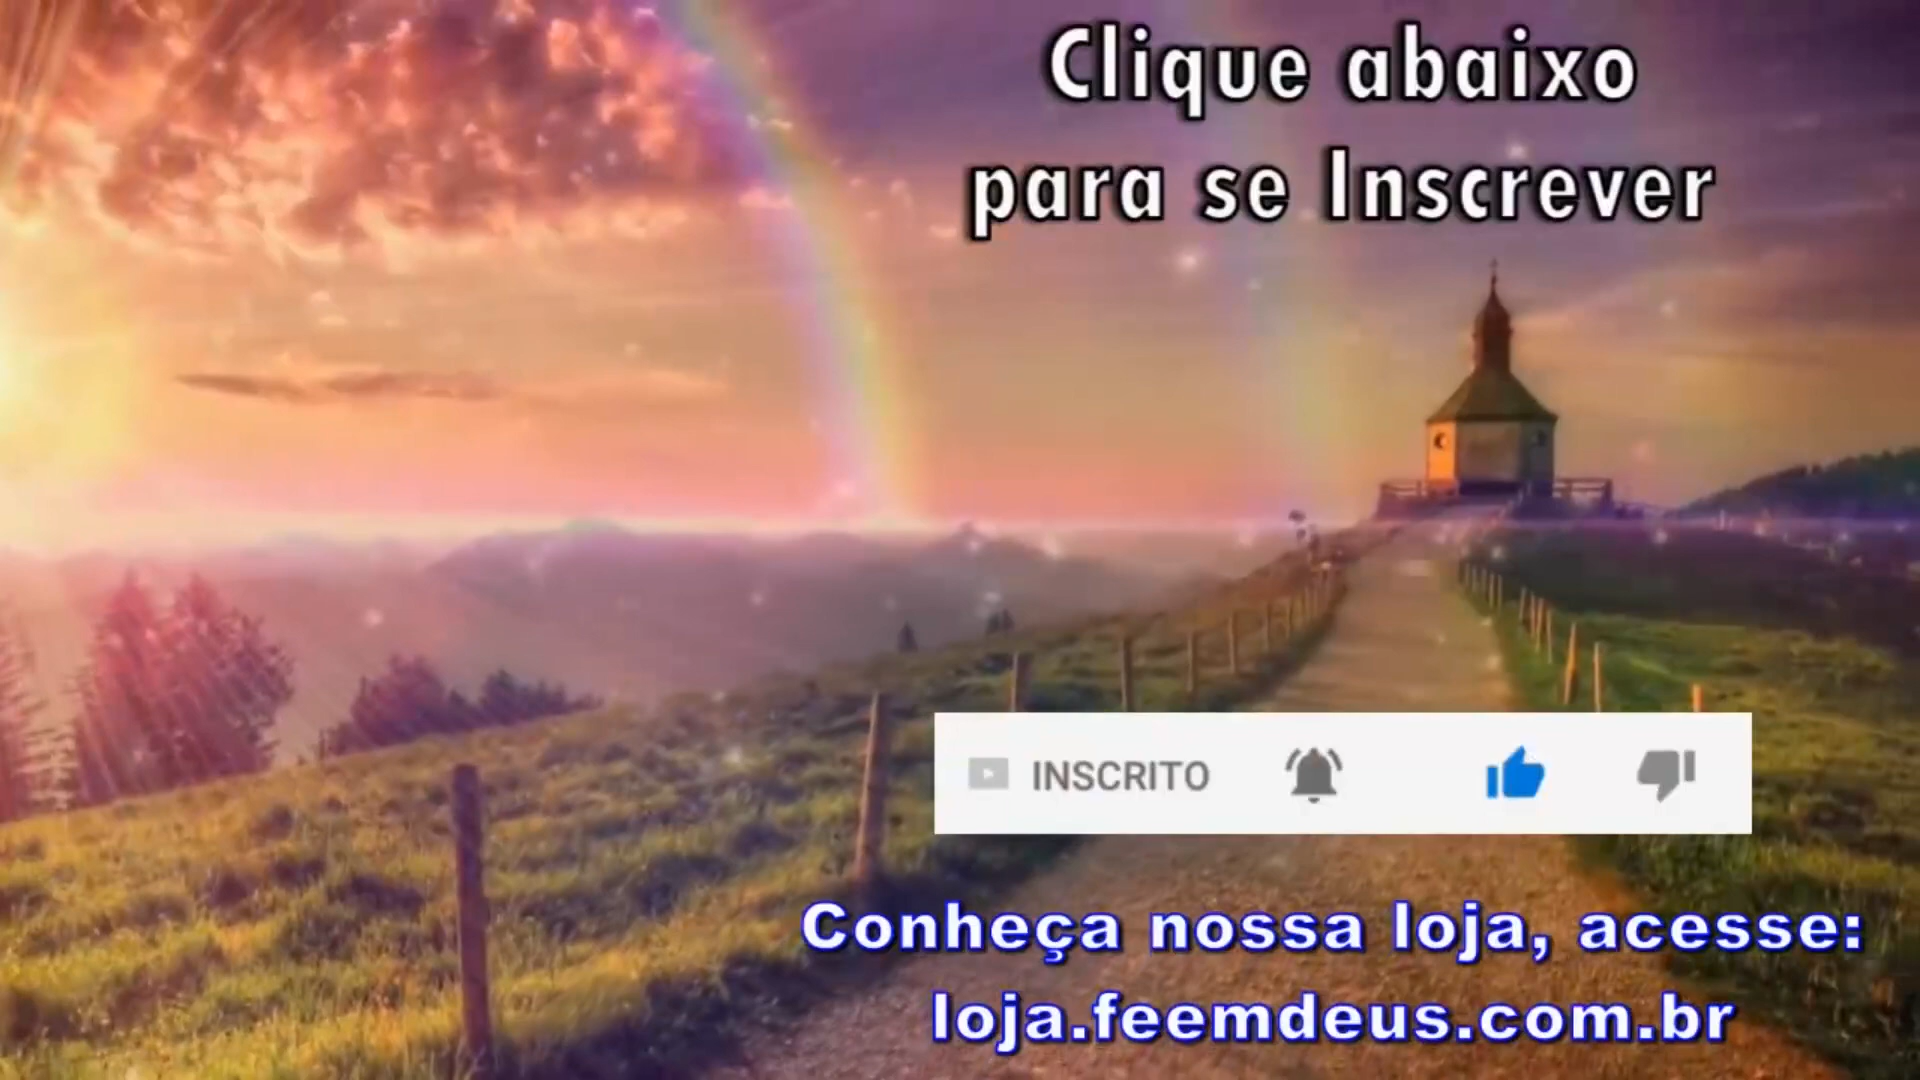 Clique abaixo
para se Inscrever
INSCRITO
Conheça nossa loja, acesse:
loja.feemdeus.com.br